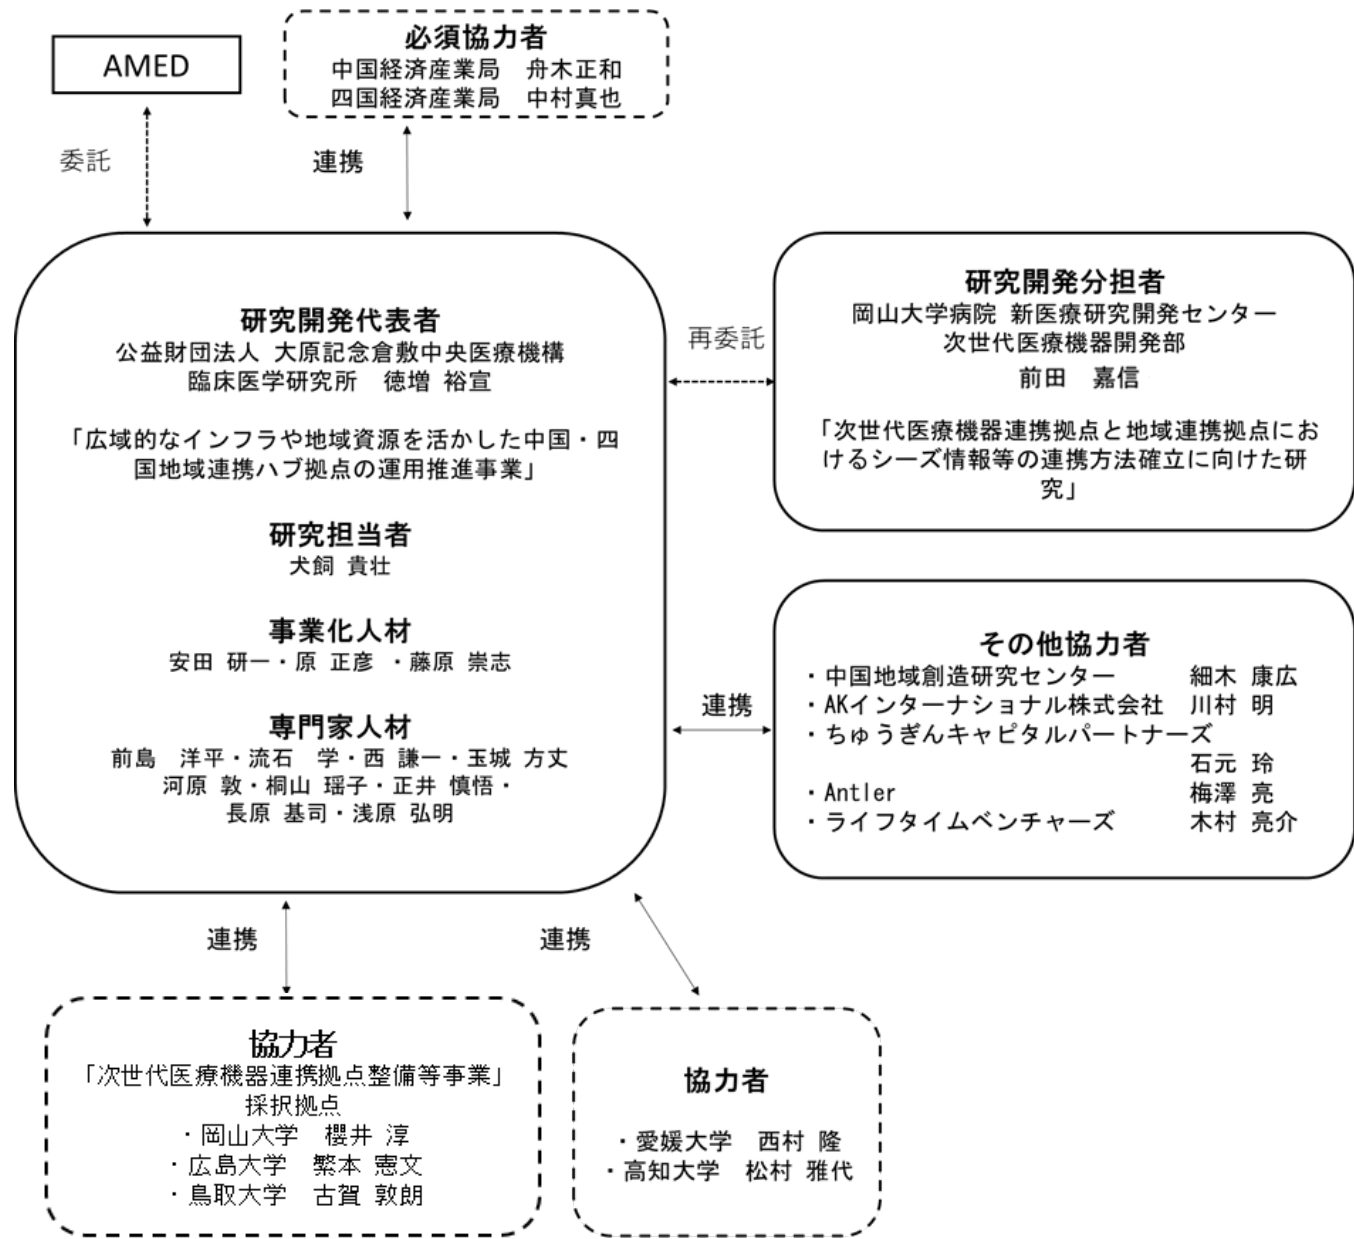 AMED
必須協力者
中国経済産業局　舟木正和
四国経済産業局　中村真也
委託
連携
研究開発代表者
公益財団法人 大原記念倉敷中央医療機構
臨床医学研究所　徳増 裕宣
「広域的なインフラや地域資源を活かした中国・四
国地域連携ハブ拠点の運用推進事業」
研究担当者
犬飼 貴壮
事業化人材
安田 研一・原 正彦 ・藤原 崇志
専門家人材
前島　洋平・流石　学・西 謙一・玉城 方丈
河原 敦・桐山 瑶子・正井 慎悟・
長原 基司・浅原 弘明
再委託
研究開発分担者
岡山大学病院 新医療研究開発センター
次世代医療機器開発部
前田　嘉信
「次世代医療機器連携拠点と地域連携拠点にお
けるシーズ情報等の連携方法確立に向けた研
究」
連携
その他協力者
・中国地域創造研究センター　　　細木 康広
・AKインターナショナル株式会社　川村 明
・ちゅうぎんキャピタルパートナーズ
石元 玲
・Antler　　　梅澤 亮
・ライフタイムベンチャーズ　　　木村 亮介
連携
連携
協力者
「次世代医療機器連携拠点整備等事業」
採択拠点
・岡山大学　櫻井 淳
・広島大学　繁本 憲文
・鳥取大学　古賀 敦朗
協力者
・愛媛大学　西村 隆
・高知大学　松村 雅代